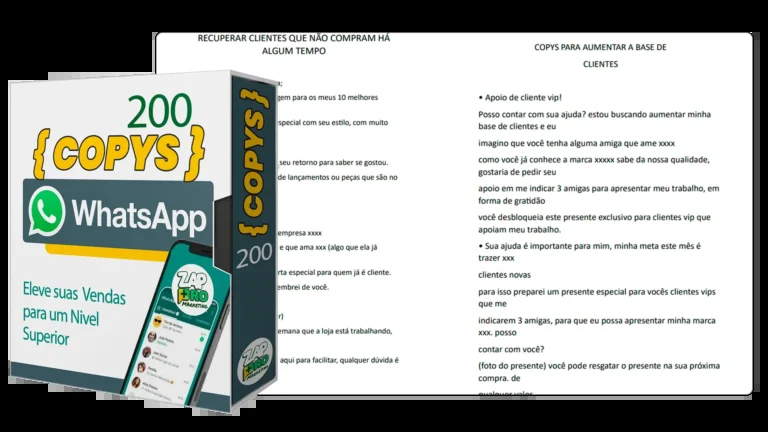 200
{ COPYS }
WhatsApp
Eleve suas Vendas
para um Nivel
Superior
ZAP
MARKETING
{COPYS}
200
ZAP
RECUPERAR CLIENTES QUE NÃO COMPRAM HÁ
ALGUM TEMPO
gem para os meus 10 melhores
special com seu estilo, com muito
seu retorno para saber se gostou.
de lançamentos ou peças que são no
empresa xxxx
e que ama xxx (algo que ela já
rta especial para quem já é cliente.
embrei de você.
r)
emana que a loja está trabalhando,
aqui para facilitar, qualquer dúvida é
COPYS PARA AUMENTAR A BASE DE
CLIENTES
• Apoio de cliente vip!
Posso contar com sua ajuda? estou buscando aumentar minha
base de clientes e eu
imagino que você tenha alguma amiga que ame xxxx
como você já conhece a marca xxxxx sabe da nossa qualidade,
gostaria de pedir seu
apoio em me indicar 3 amigas para apresentar meu trabalho, em
forma de gratidão
você desbloqueia este presente exclusivo para clientes vip que
apoiam meu trabalho.
• Sua ajuda é importante para mim, minha meta este mês é
trazer xxx
clientes novas
para isso preparei um presente especial para vocês clientes vips
que me
indicarem 3 amigas, para que eu possa apresentar minha marca
xxx. posso
contar com você?
(foto do presente) você pode resgatar o presente na sua próxima
compra. de
qualquer valor